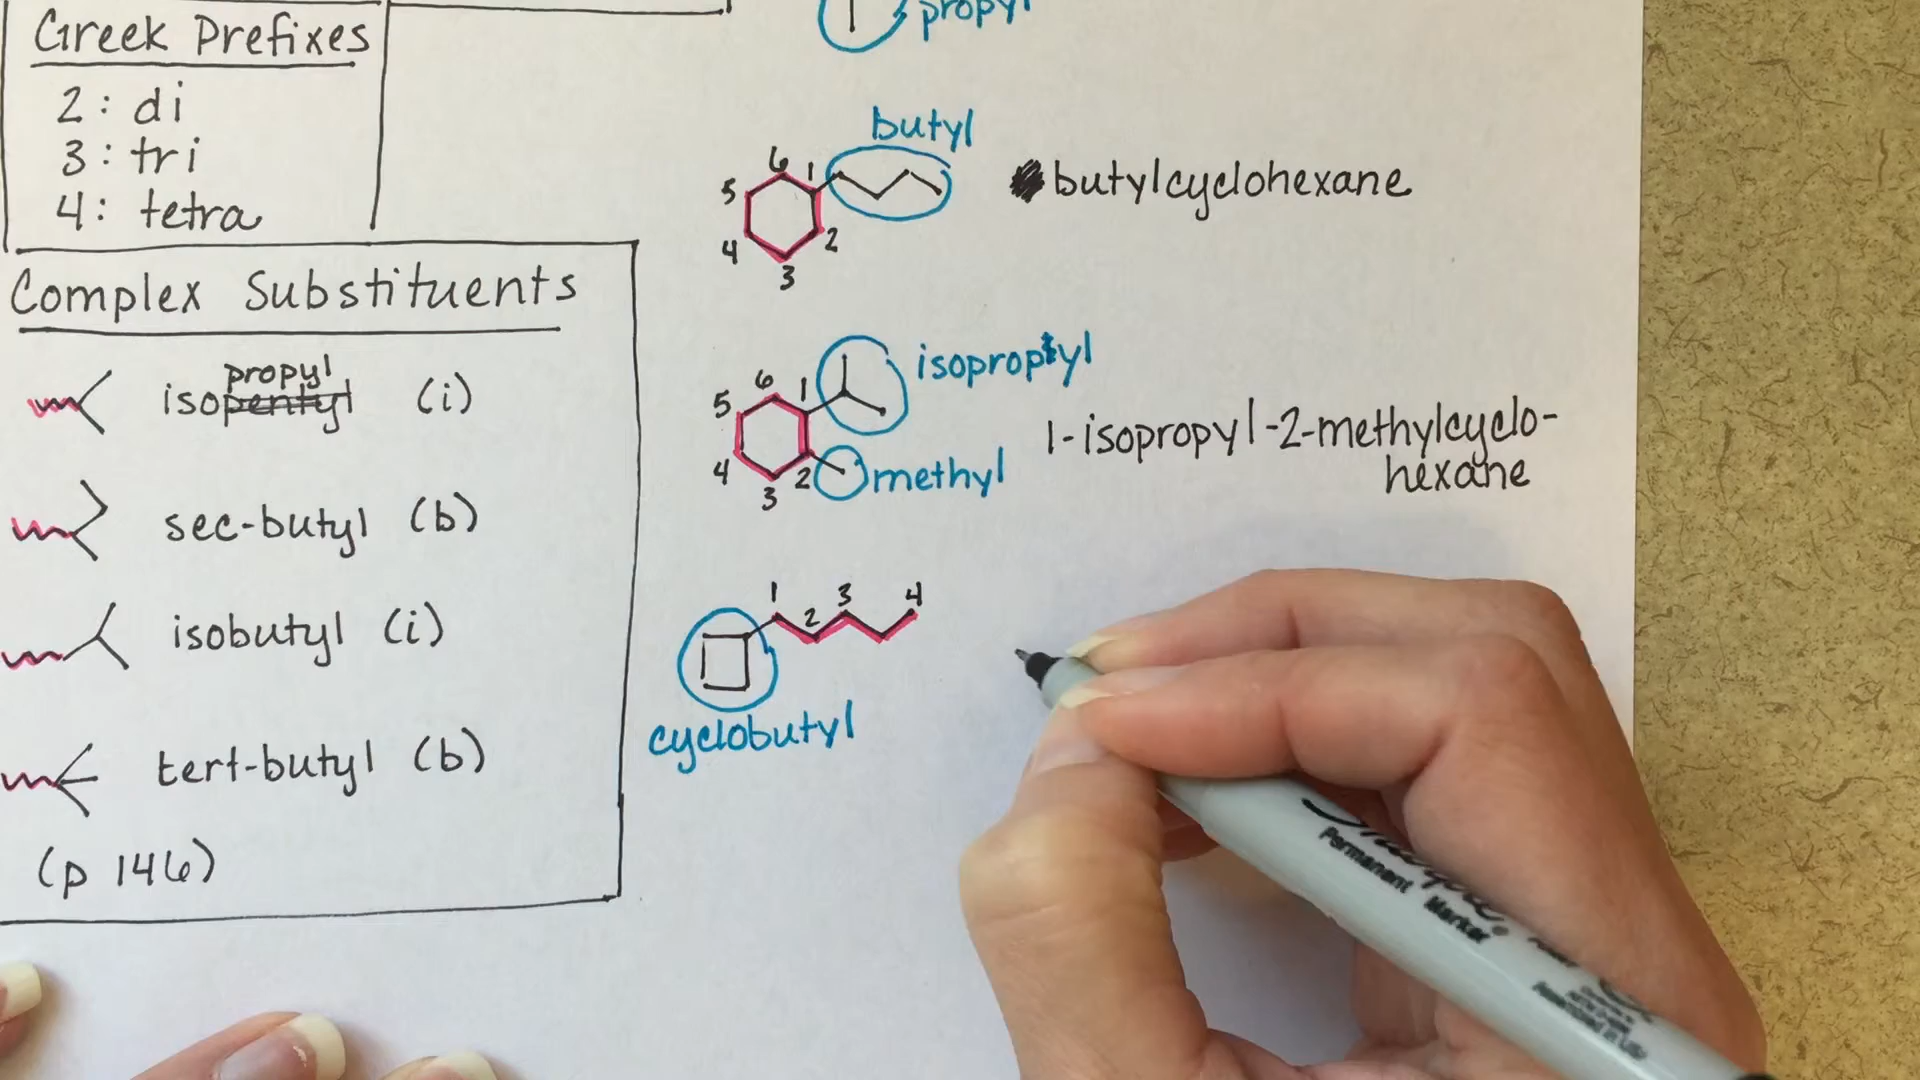 Greek Prefixes
2: di
3: tri
4: tetra
Complex Substituents
propyl
isopentyl (i)
sec-butyl (b)
isobutyl (i)
tert-butyl (b)
(p 146)
propyl
butyl
6
1
5
4
2
3
butylcyclohexane
isopropyl
6
1
5
4
2
3
methyl
1-isopropyl-2-methylcyclo-
hexane
1
2
3
4
cyclobutyl
Permanent
Marker